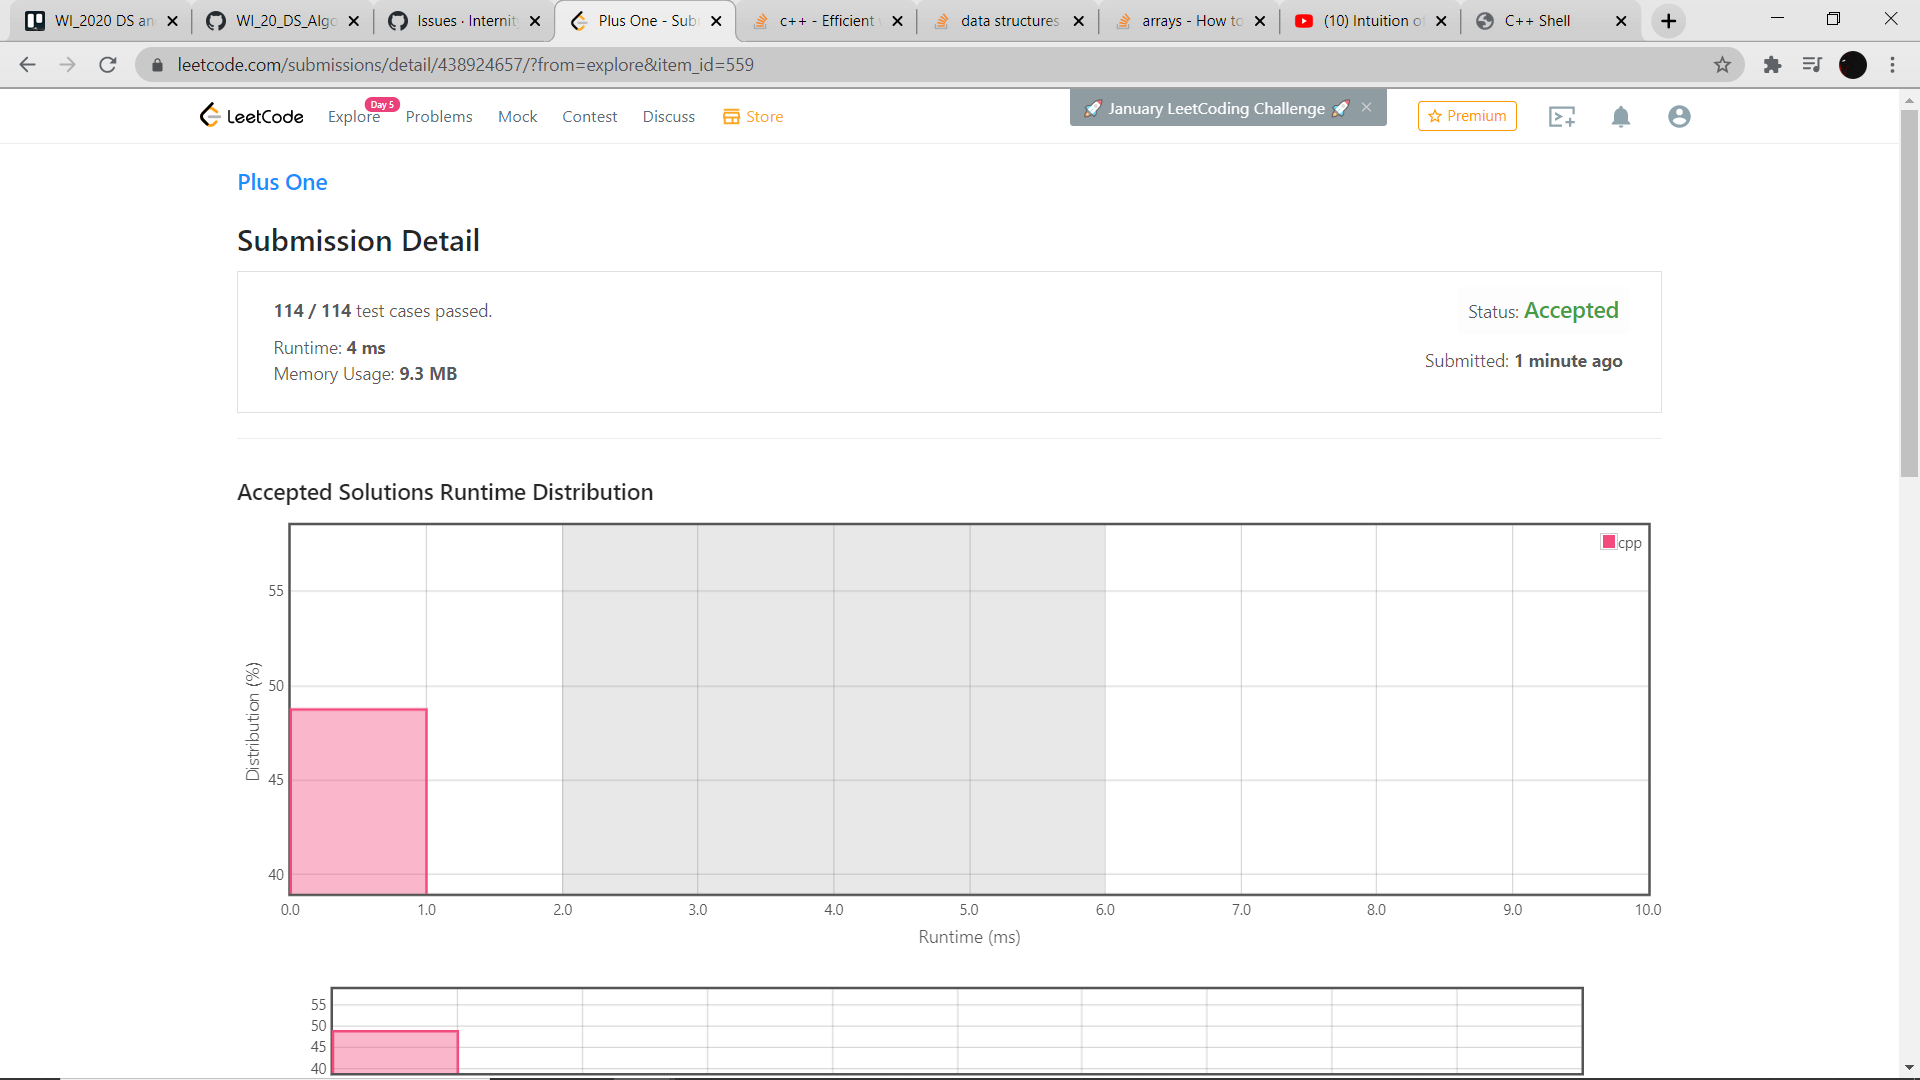 WI_2020 DS an
WI_20_DS_Algo
Issues · Internit
Plus One - Sub
c++ - Efficient
data structures
arrays - How to
(10) Intuition o
C++ Shell
leetcode.com/submissions/detail/438924657/?from=explore&item_id=559
LeetCode
Explore
Day 5
Problems
Mock
Contest
Discuss
Store
🚀 January LeetCoding Challenge 🚀
Premium
Plus One
Submission Detail
114 / 114 test cases passed.
Status: Accepted
Runtime: 4 ms
Submitted: 1 minute ago
Memory Usage: 9.3 MB
Accepted Solutions Runtime Distribution
cpp
55
50
45
40
Distribution (%)
0.0 1.0 2.0 3.0 4.0 5.0 6.0 7.0 8.0 9.0 10.0
Runtime (ms)
55
50
45
40